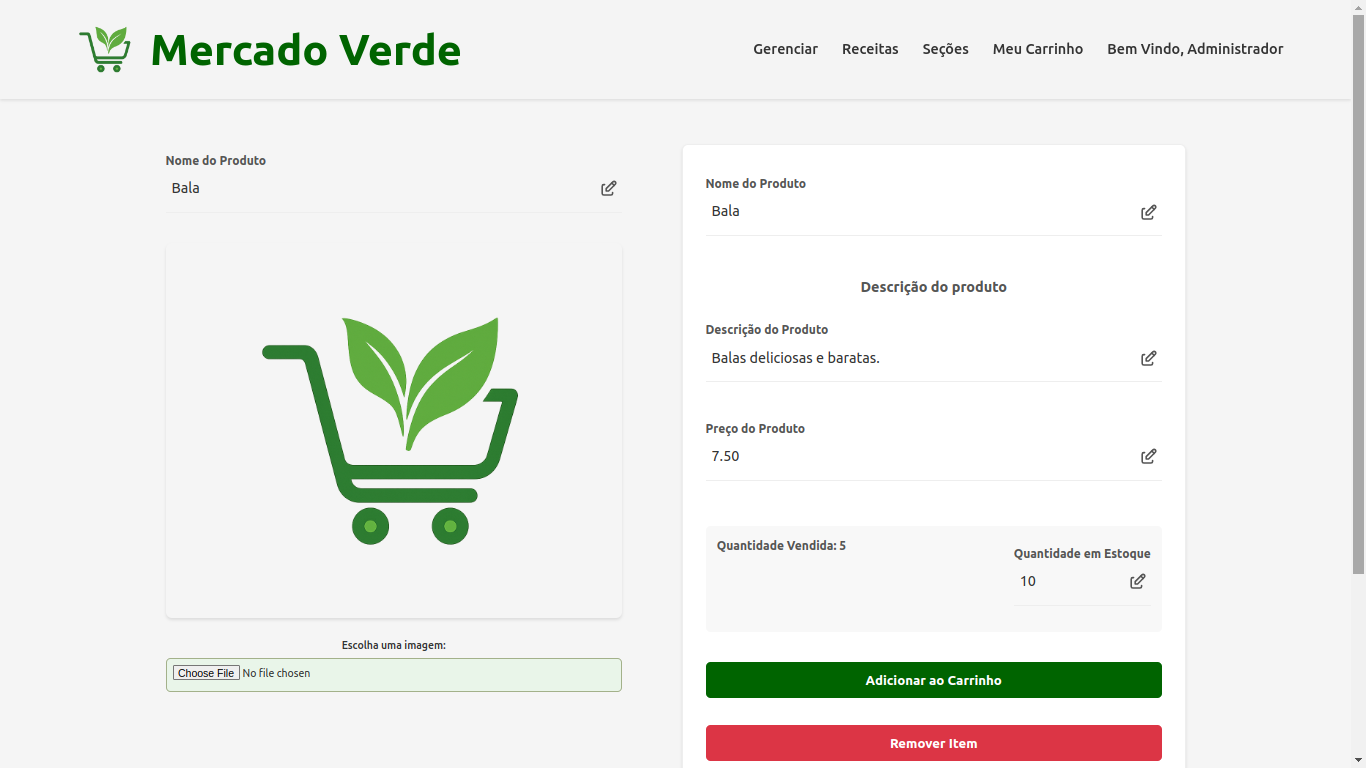 Mercado Verde
Gerenciar
Receitas
Seções
Meu Carrinho
Bem Vindo, Administrador
Nome do Produto
Bala
Escolha uma imagem:
Choose File No file chosen
Nome do Produto
Bala
Descrição do produto
Descrição do Produto
Balas deliciosas e baratas.
Preço do Produto
7.50
Quantidade Vendida: 5
Quantidade em Estoque
10
Adicionar ao Carrinho
Remover Item